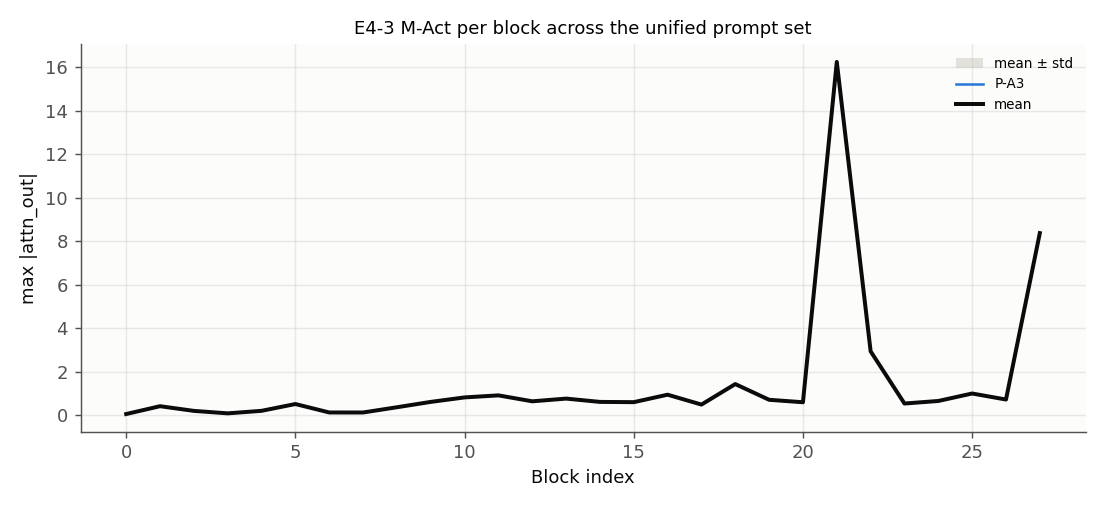 E4-3 M-Act per block across the unified prompt set
mean ± std
P-A3
mean
max |attn_out|
16
14
12
10
8
6
4
2
0
0 5 10 15 20 25
Block index